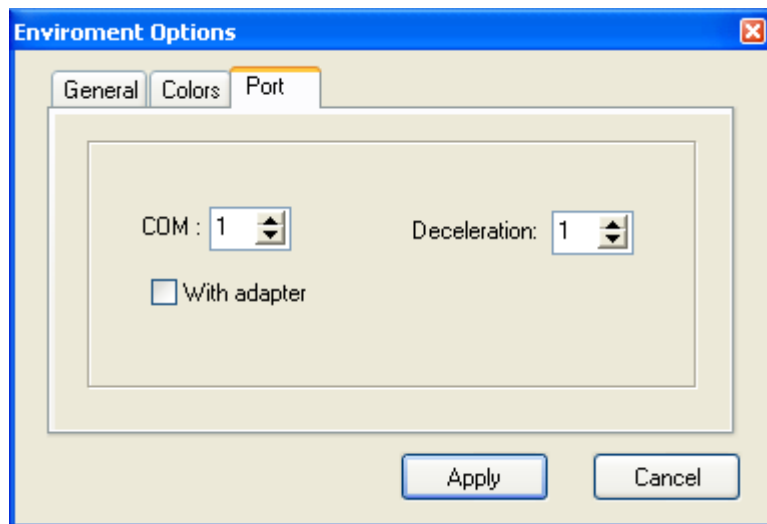 Enviroment Options
General Colors Port
COM : 1 Deceleration: 1
With adapter
Apply Cancel